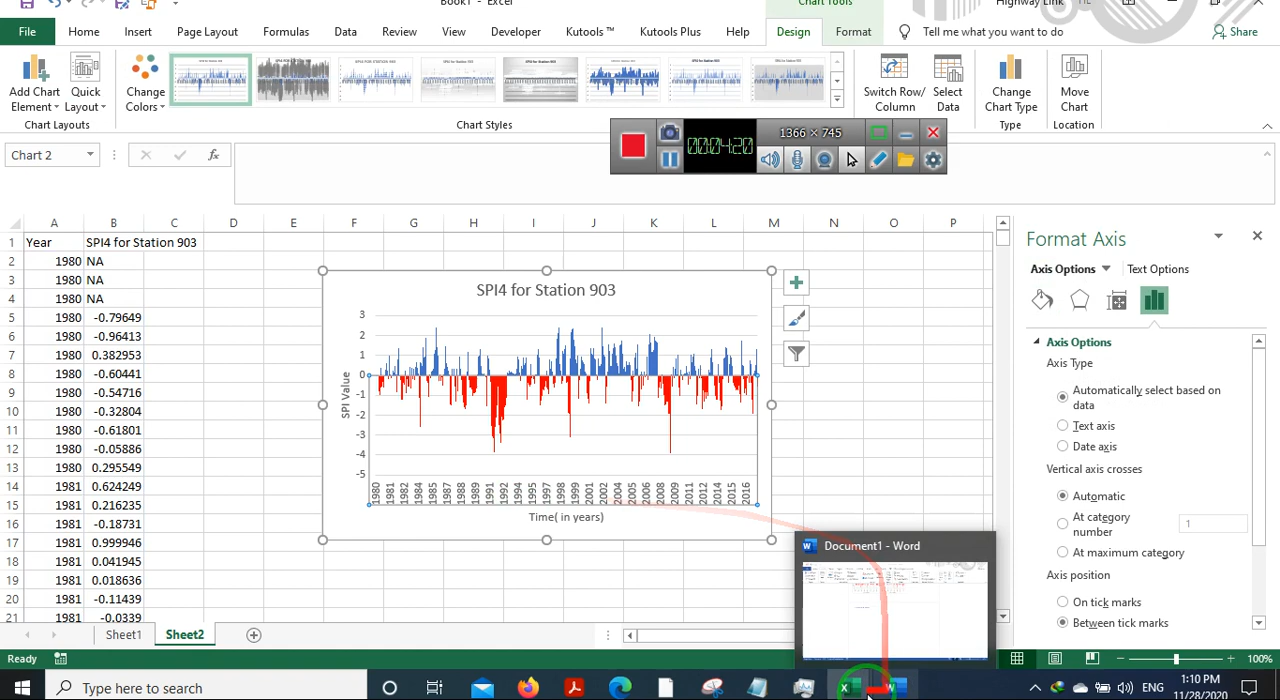 Book1 - Excel
Chart Tools
Highway Link
HL
File
Home
Insert
Page Layout
Formulas
Data
Review
View
Developer
Kutools ™
Kutools Plus
Help
Design
Format
Tell me what you want to do
Share
Add Chart Element
Quick Layout
Change Colors
Switch Row/ Column
Select Data
Change Chart Type
Move Chart
Chart Layouts
Chart Styles
Type
Location
00:04:20
1366 × 745
Chart 2
fx
A B C D E F G H I J K L M N O P
1 Year SPI4 for Station 903
2 1980 NA
3 1980 NA
4 1980 NA
5 1980 -0.79649
6 1980 -0.96413
7 1980 0.382953
8 1980 -0.60441
9 1980 -0.54716
10 1980 -0.32804
11 1980 -0.61801
12 1980 -0.05886
13 1980 0.295549
14 1981 0.624249
15 1981 0.216235
16 1981 -0.18731
17 1981 0.999946
18 1981 0.041945
19 1981 0.018636
20 1981 -0.11439
21 1981 -0.0339
SPI4 for Station 903
3
2
1
0
-1
-2
-3
-4
-5
SPI Value
1980 1981 1982 1984 1985 1987 1988 1991 1992 1994 1995 1997 1998 1999 2001 2002 2004 2005 2006 2008 2009 2011 2012 2014 2015 2016
Time( in years)
Format Axis
Axis Options
Text Options
Axis Options
Axis Type
Automatically select based on
data
Text axis
Date axis
Vertical axis crosses
Automatic
At category
number
1
At maximum category
Axis position
On tick marks
Between tick marks
Document1 - Word
Sheet1
Sheet2
Ready
100%
Type here to search
ENG
1:10 PM
11/28/2020